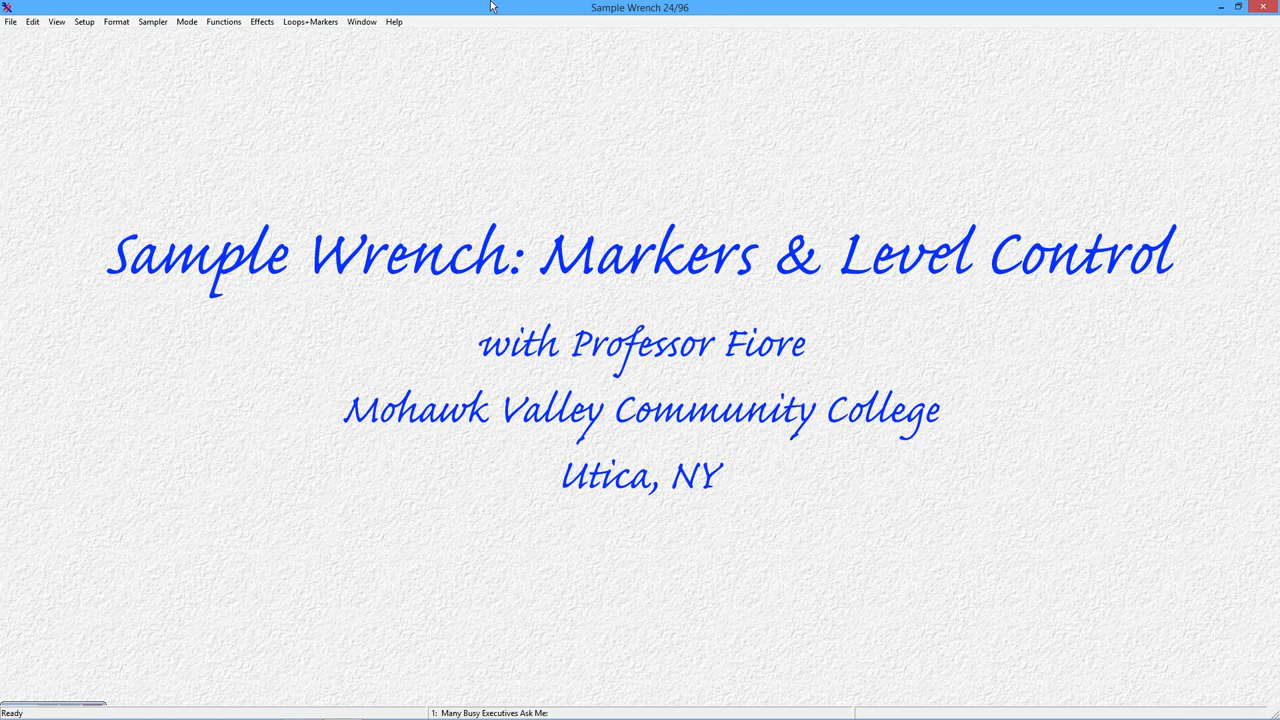 Sample Wrench 24/96
File Edit View Setup Format Sampler Mode Functions Effects Loops+Markers Window Help
Sample Wrench: Markers & Level Control
with Professor Fiore
Mohawk Valley Community College
Utica, NY
Ready 1: Many Busy Executives Ask Me: